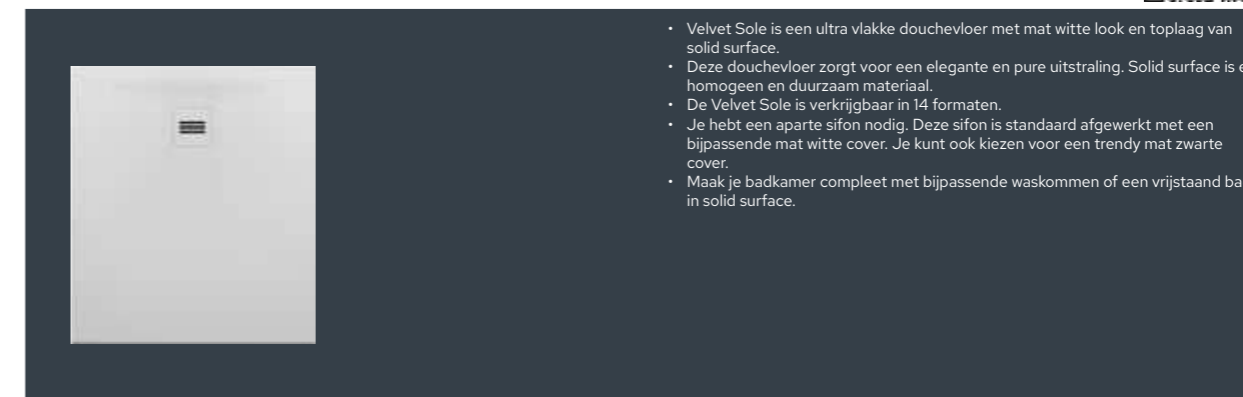 • Velvet Sole is een ultra vlakke douchevloer met mat witte look en toplaag van
solid surface.
• Deze douchevloer zorgt voor een elegante en pure uitstraling. Solid surface is
homogeen en duurzaam materiaal.
• De Velvet Sole is verkrijgbaar in 14 formaten.
• Je hebt een aparte sifon nodig. Deze sifon is standaard afgewerkt met een
bijpassende mat witte cover. Je kunt ook kiezen voor een trendy mat zwarte
cover.
• Maak je badkamer compleet met bijpassende waskommen of een vrijstaand
in solid surface.